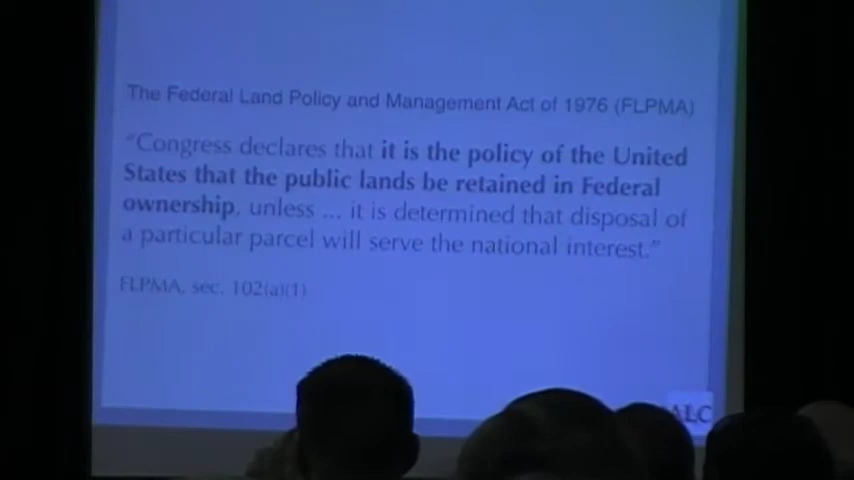 The Federal Land Policy and Management Act of 1976 (FLPMA)
"Congress declares that it is the policy of the United
States that the public lands be retained in Federal
ownership, unless ... it is determined that disposal of
a particular parcel will serve the national interest."
FLPMA, sec. 102(a)(1)
ALC